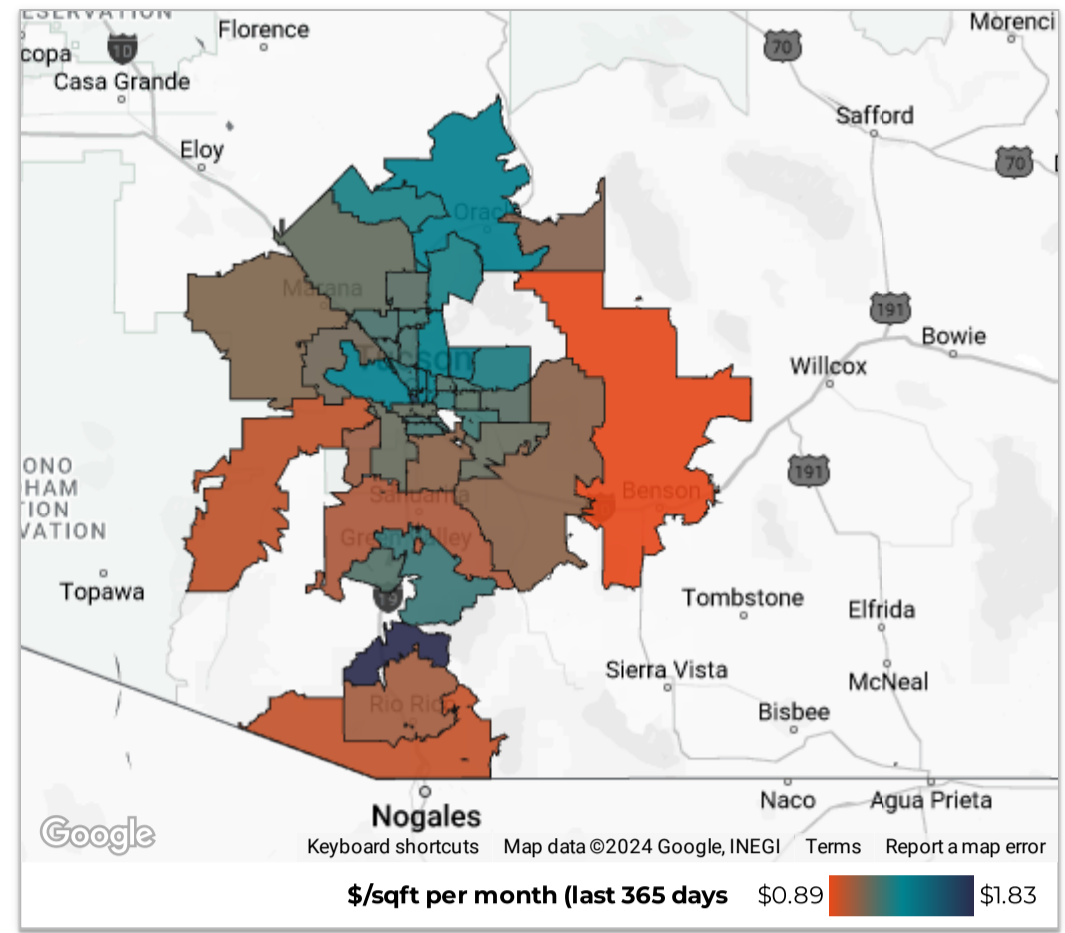 ESERVATION
Florence
Morenci
copa
10
70
Casa Grande
Safford
Eloy
70
Oracle
Marana
191
Bowie
Tucson
Willcox
ONO
HAM
TION
VATION
191
Benson
Sahuarita
Green Valley
Topawa
19
Tombstone
Elfrida
Sierra Vista
McNeal
Rio Ric
Bisbee
Nogales
Naco
Agua Prieta
Google
Keyboard shortcuts Map data ©2024 Google, INEGI Terms Report a map error
$/sqft per month (last 365 days $0.89 $1.83